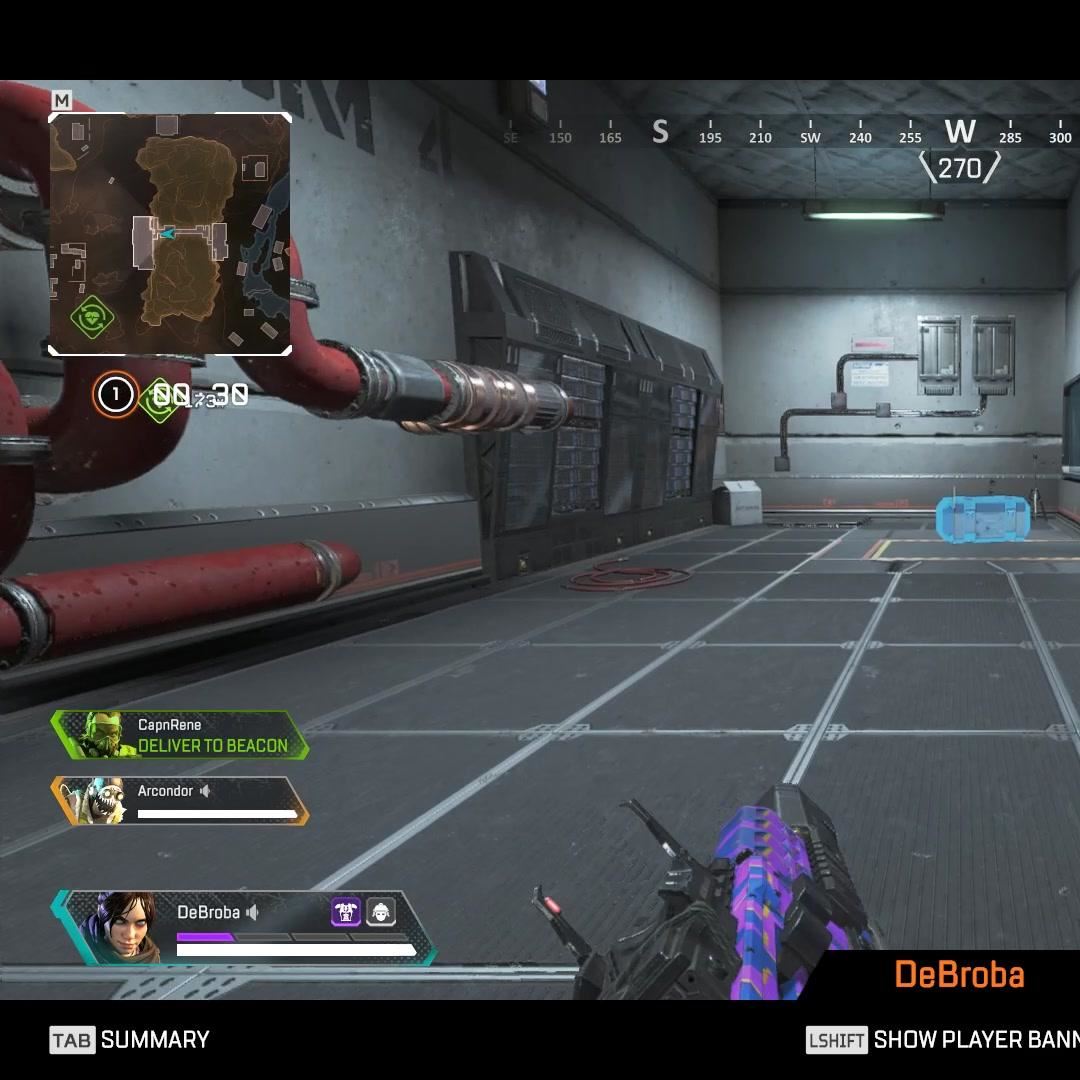 M
SE 150 165 S 195 210 SW 240 255 W 285 300
270
1 00:30
173m
CapnRene
DELIVER TO BEACON
Arcondor
DeBroba
DeBroba
TAB SUMMARY
LSHIFT SHOW PLAYER BANN